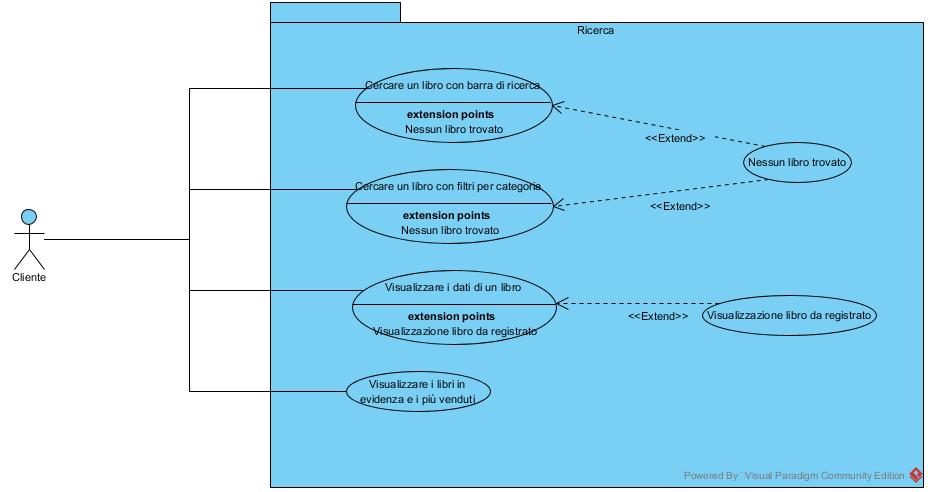 Ricerca
Cercare un libro con barra di ricerca
extension points
Nessun libro trovato
<<Extend>>
Nessun libro trovato
Cercare un libro con filtri per categoria
extension points
Nessun libro trovato
<<Extend>>
Cliente
Visualizzare i dati di un libro
extension points
Visualizzazione libro da registrato
<<Extend>>
Visualizzazione libro da registrato
Visualizzare i libri in
evidenza e i più venduti
Powered By Visual Paradigm Community Edition